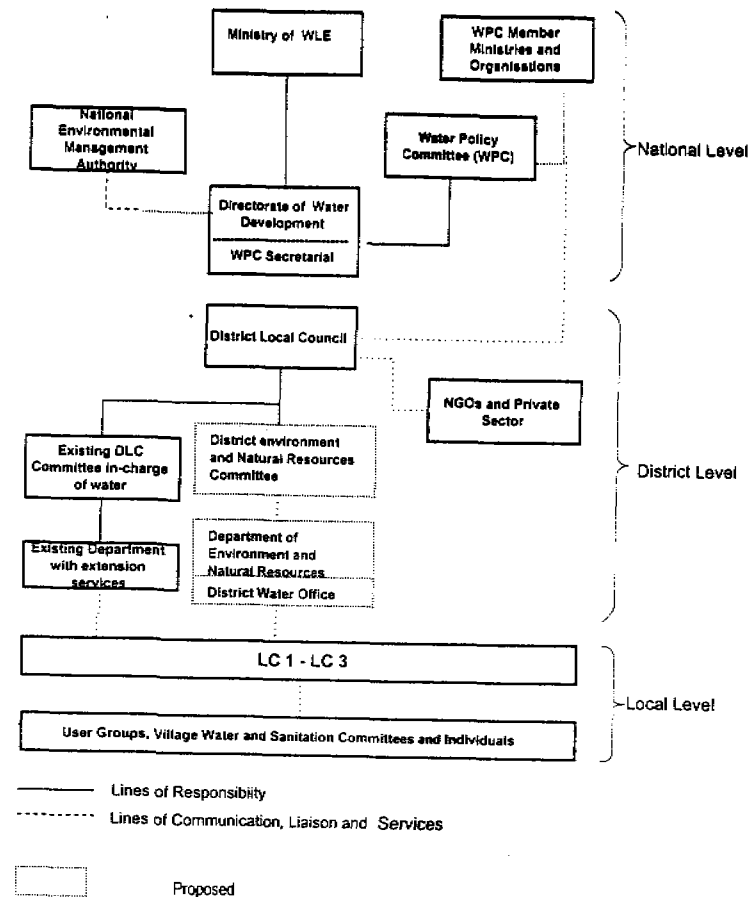 Ministry of WLE
WPC Member
Ministries and
Organisations
National
Environmental
Management
Authority
Water Policy
Committee (WPC)
National Level
Directorate of Water
Development
WPC Secretarial
District Local Council
NGOs and Private
Sector
Existing DLC
Committee in-charge
of water
District environment
and Natural Resources
Committee
District Level
Existing Department
with extension
services
Department of
Environment and
Natural Resources
District Water Office
LC 1 - LC 3
Local Level
User Groups, Village Water and Sanitation Committees and Individuals
Lines of Responsibiity
Lines of Communication, Liaison and Services
Proposed